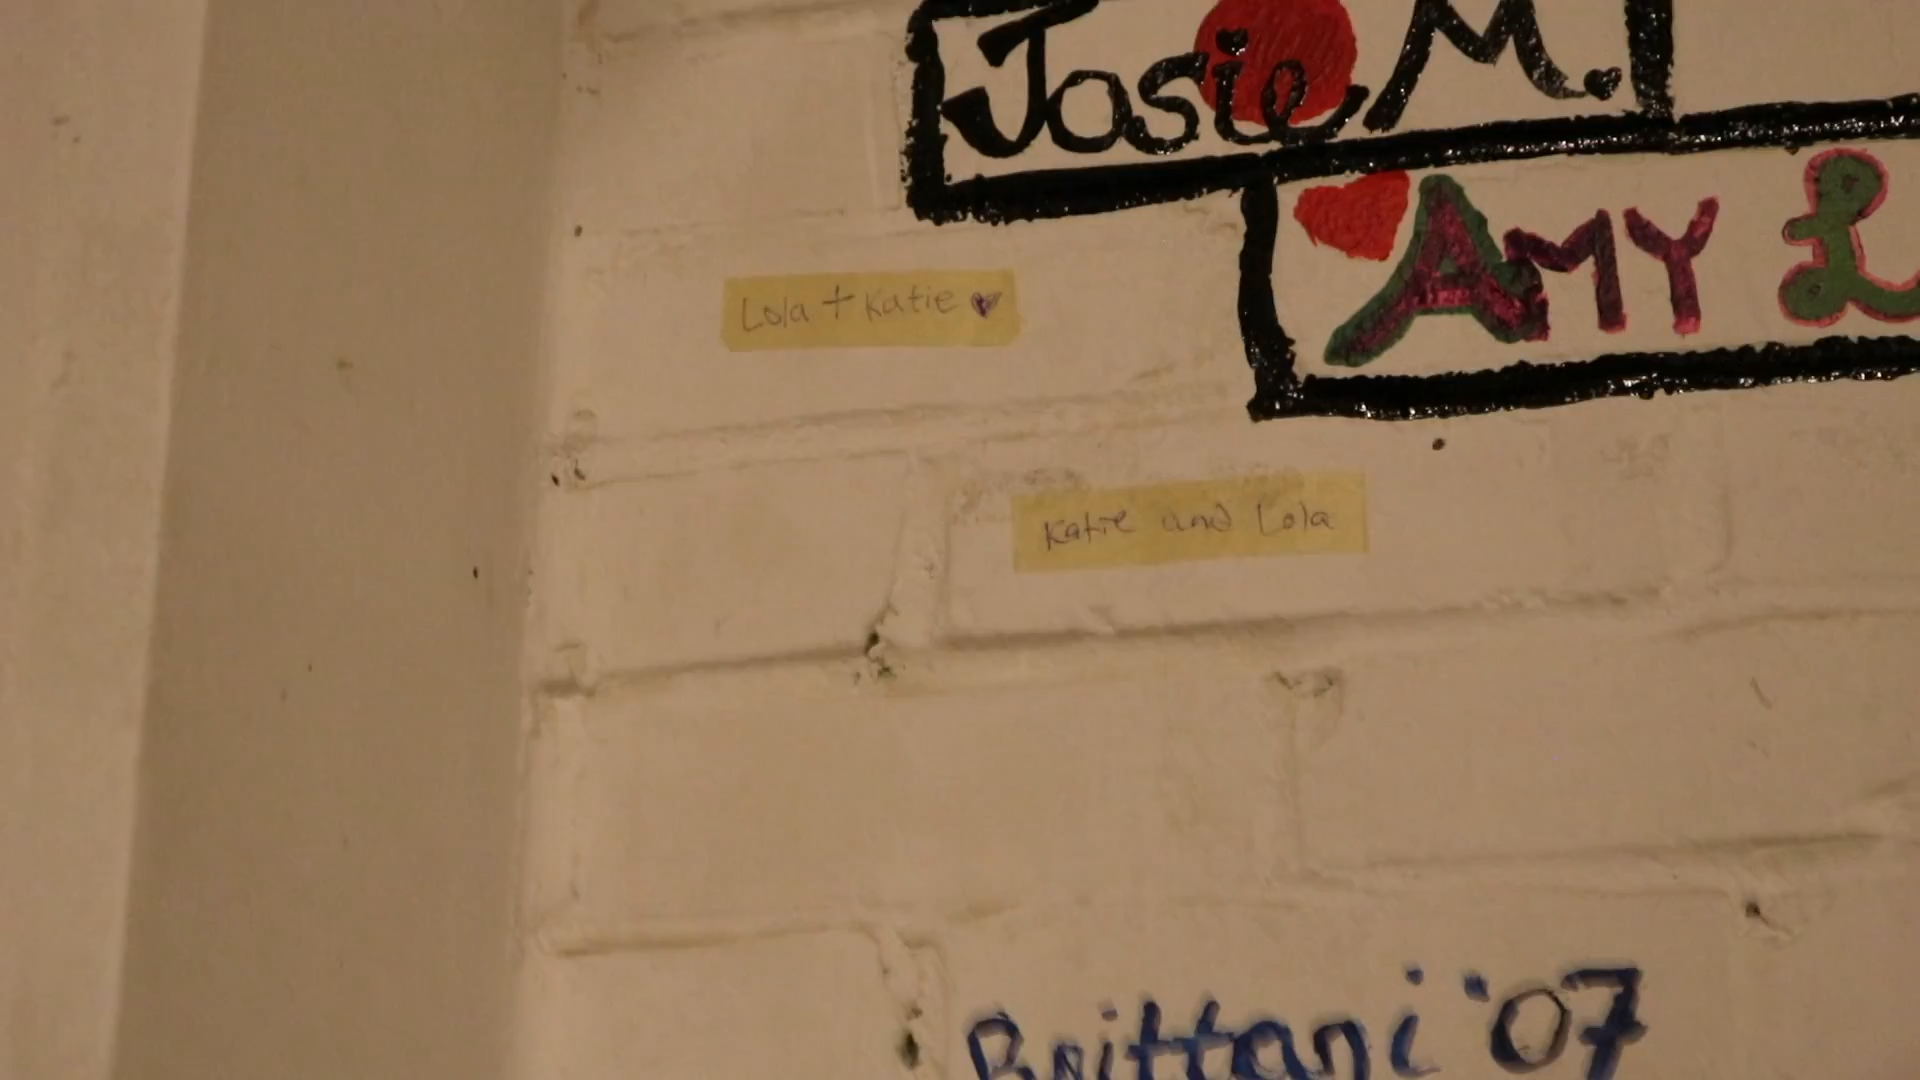 Josie M.
AMY L
Lola + Katie
Katie and Lola
Brittani '07